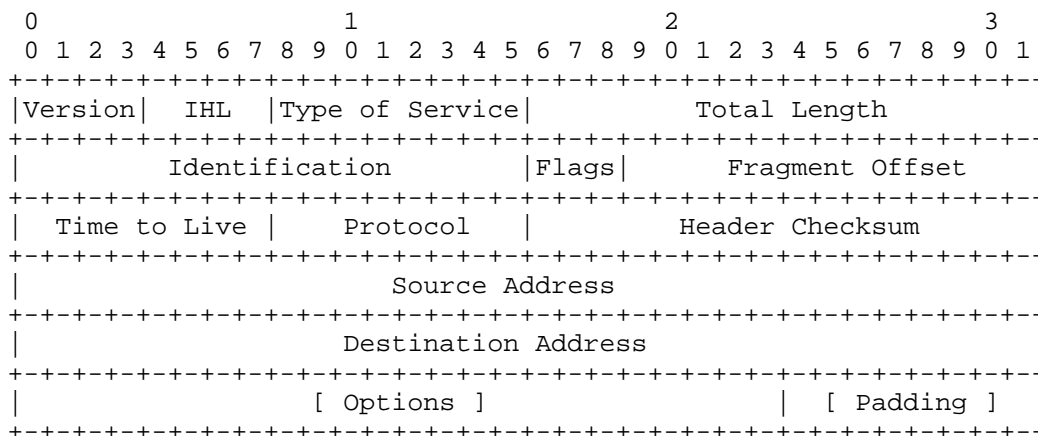 0 1 2 3
0 1 2 3 4 5 6 7 8 9 0 1 2 3 4 5 6 7 8 9 0 1 2 3 4 5 6 7 8 9 0 1
+-+-+-+-+-+-+-+-+-+-+-+-+-+-+-+-+-+-+-+-+-+-+-+-+-+-+-+-+-+-+-+--
|Version| IHL |Type of Service| Total Length
+-+-+-+-+-+-+-+-+-+-+-+-+-+-+-+-+-+-+-+-+-+-+-+-+-+-+-+-+-+-+-+--
| Identification |Flags| Fragment Offset
+-+-+-+-+-+-+-+-+-+-+-+-+-+-+-+-+-+-+-+-+-+-+-+-+-+-+-+-+-+-+-+--
| Time to Live | Protocol | Header Checksum
+-+-+-+-+-+-+-+-+-+-+-+-+-+-+-+-+-+-+-+-+-+-+-+-+-+-+-+-+-+-+-+--
| Source Address
+-+-+-+-+-+-+-+-+-+-+-+-+-+-+-+-+-+-+-+-+-+-+-+-+-+-+-+-+-+-+-+--
| Destination Address
+-+-+-+-+-+-+-+-+-+-+-+-+-+-+-+-+-+-+-+-+-+-+-+-+-+-+-+-+-+-+-+--
| [ Options ] | [ Padding ]
+-+-+-+-+-+-+-+-+-+-+-+-+-+-+-+-+-+-+-+-+-+-+-+-+-+-+-+-+-+-+-+--